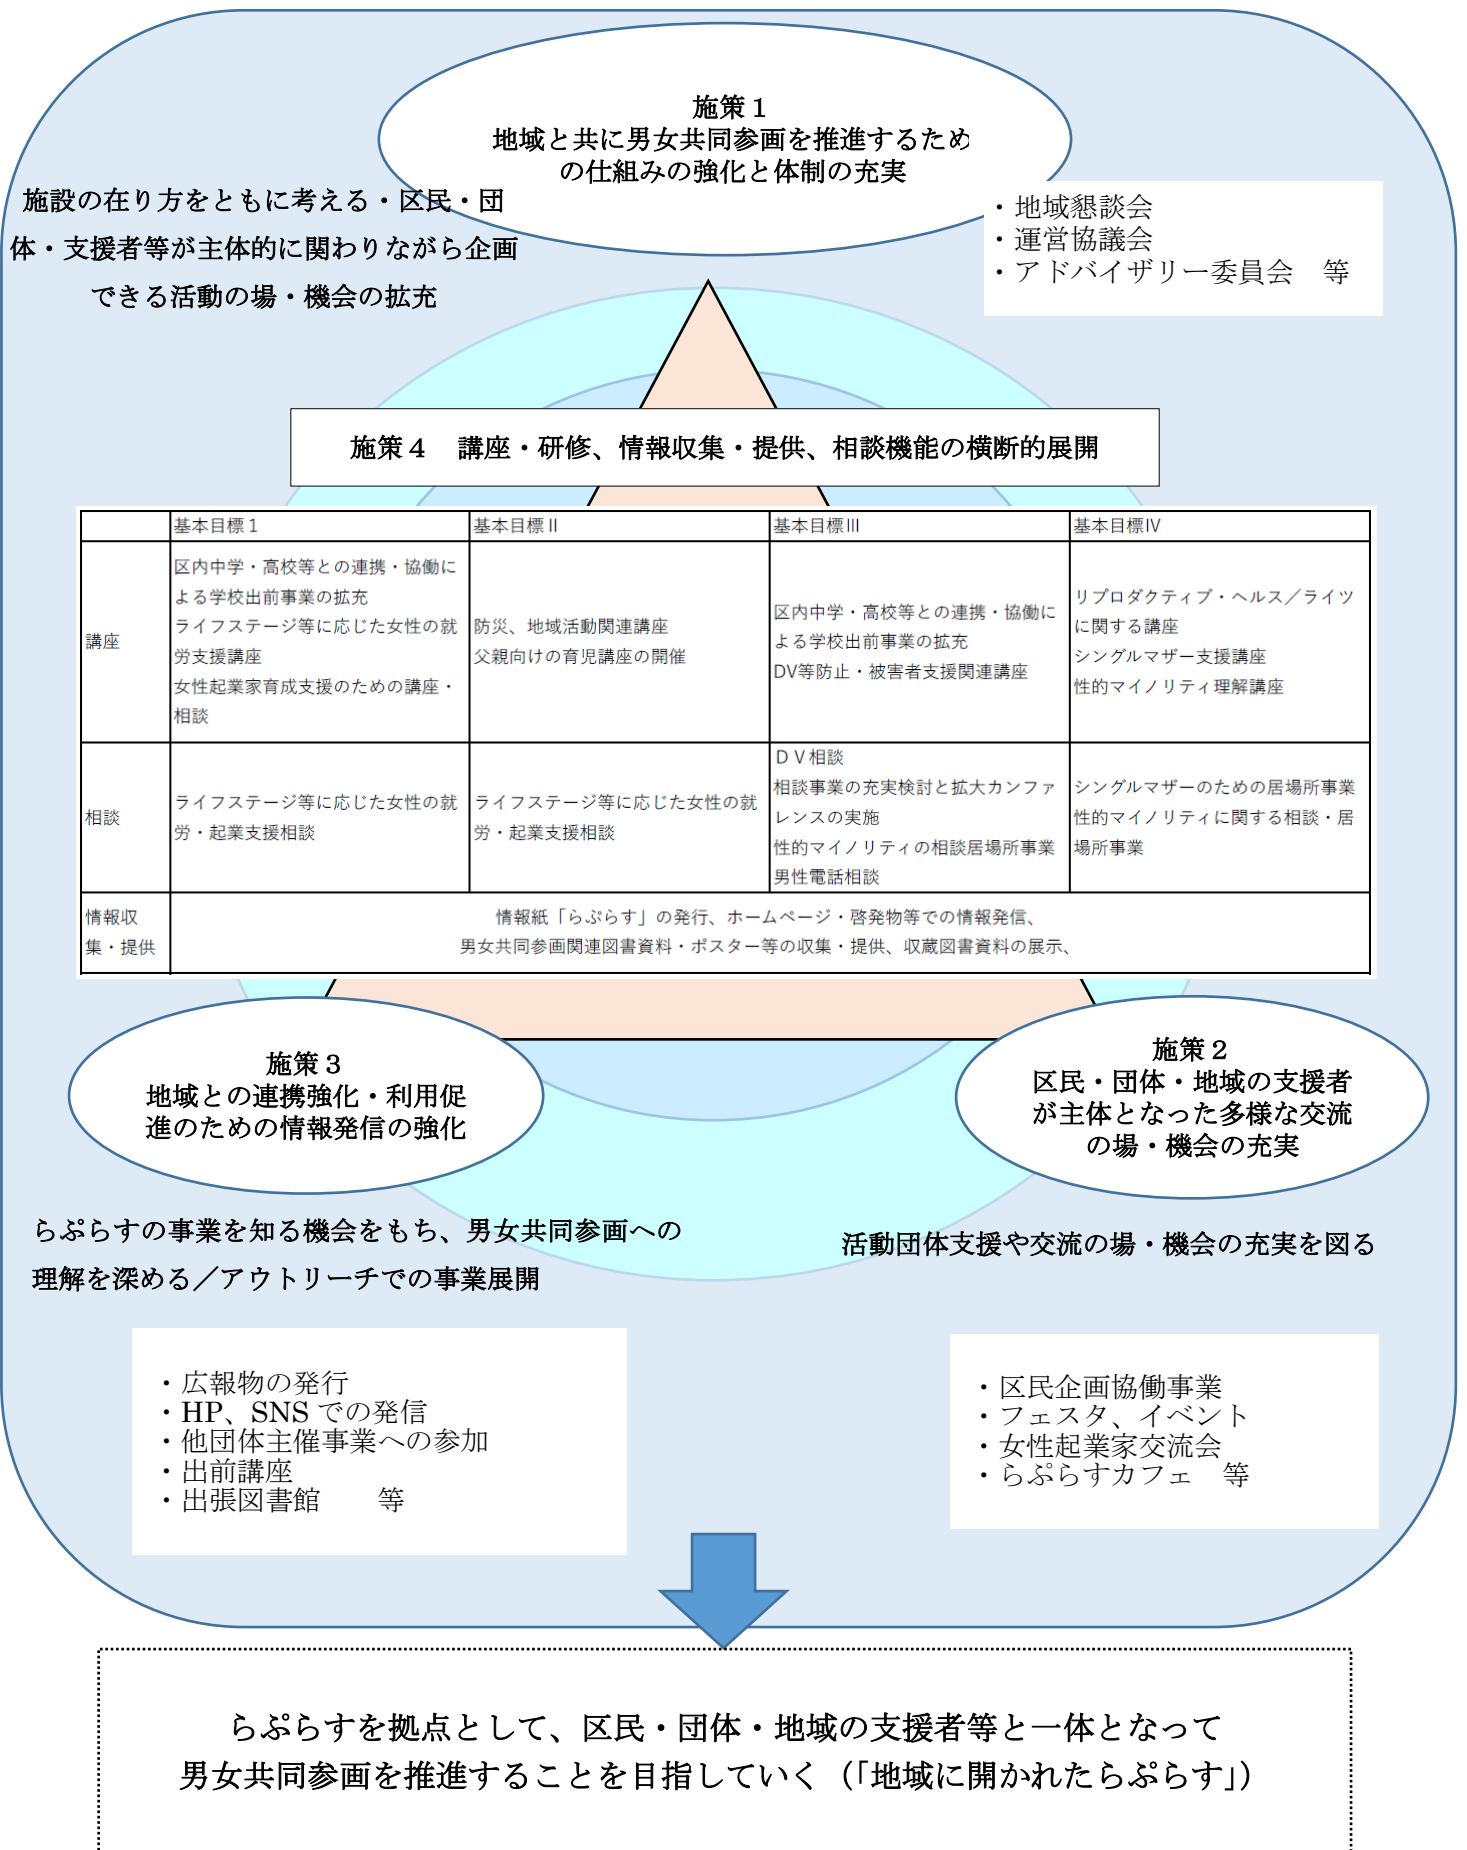 施策１
地域と共に男女共同参画を推進するため
の仕組みの強化と体制の充実
施設の在り方をともに考える・区民・団
体・支援者等が主体的に関わりながら企画
できる活動の場・機会の拡充
・地域懇談会
・運営協議会
・アドバイザリー委員会　等
施策４　講座・研修、情報収集・提供、相談機能の横断的展開
基本目標１
基本目標Ⅱ
基本目標Ⅲ
基本目標Ⅳ
講座
区内中学・高校等との連携・協働に
よる学校出前事業の拡充
ライフステージ等に応じた女性の就
労支援講座
女性起業家育成支援のための講座・
相談
防災、地域活動関連講座
父親向けの育児講座の開催
区内中学・高校等との連携・協働に
よる学校出前事業の拡充
DV等防止・被害者支援関連講座
リプロダクティブ・ヘルス／ライツ
に関する講座
シングルマザー支援講座
性的マイノリティ理解講座
相談
ライフステージ等に応じた女性の就
労・起業支援相談
ライフステージ等に応じた女性の就
労・起業支援相談
ＤＶ相談
相談事業の充実検討と拡大カンファ
レンスの実施
性的マイノリティの相談居場所事業
男性電話相談
シングルマザーのための居場所事業
性的マイノリティに関する相談・居
場所事業
情報収
集・提供
情報紙「らぷらす」の発行、ホームページ・啓発物等での情報発信、
男女共同参画関連図書資料・ポスター等の収集・提供、収蔵図書資料の展示、
施策３
地域との連携強化・利用促
進のための情報発信の強化
施策２
区民・団体・地域の支援者
が主体となった多様な交流
の場・機会の充実
らぷらすの事業を知る機会をもち、男女共同参画への
理解を深める／アウトリーチでの事業展開
活動団体支援や交流の場・機会の充実を図る
・広報物の発行
・HP、SNSでの発信
・他団体主催事業への参加
・出前講座
・出張図書館　　等
・区民企画協働事業
・フェスタ、イベント
・女性起業家交流会
・らぷらすカフェ　等
らぷらすを拠点として、区民・団体・地域の支援者等と一体となって
男女共同参画を推進することを目指していく（「地域に開かれたらぷらす」）